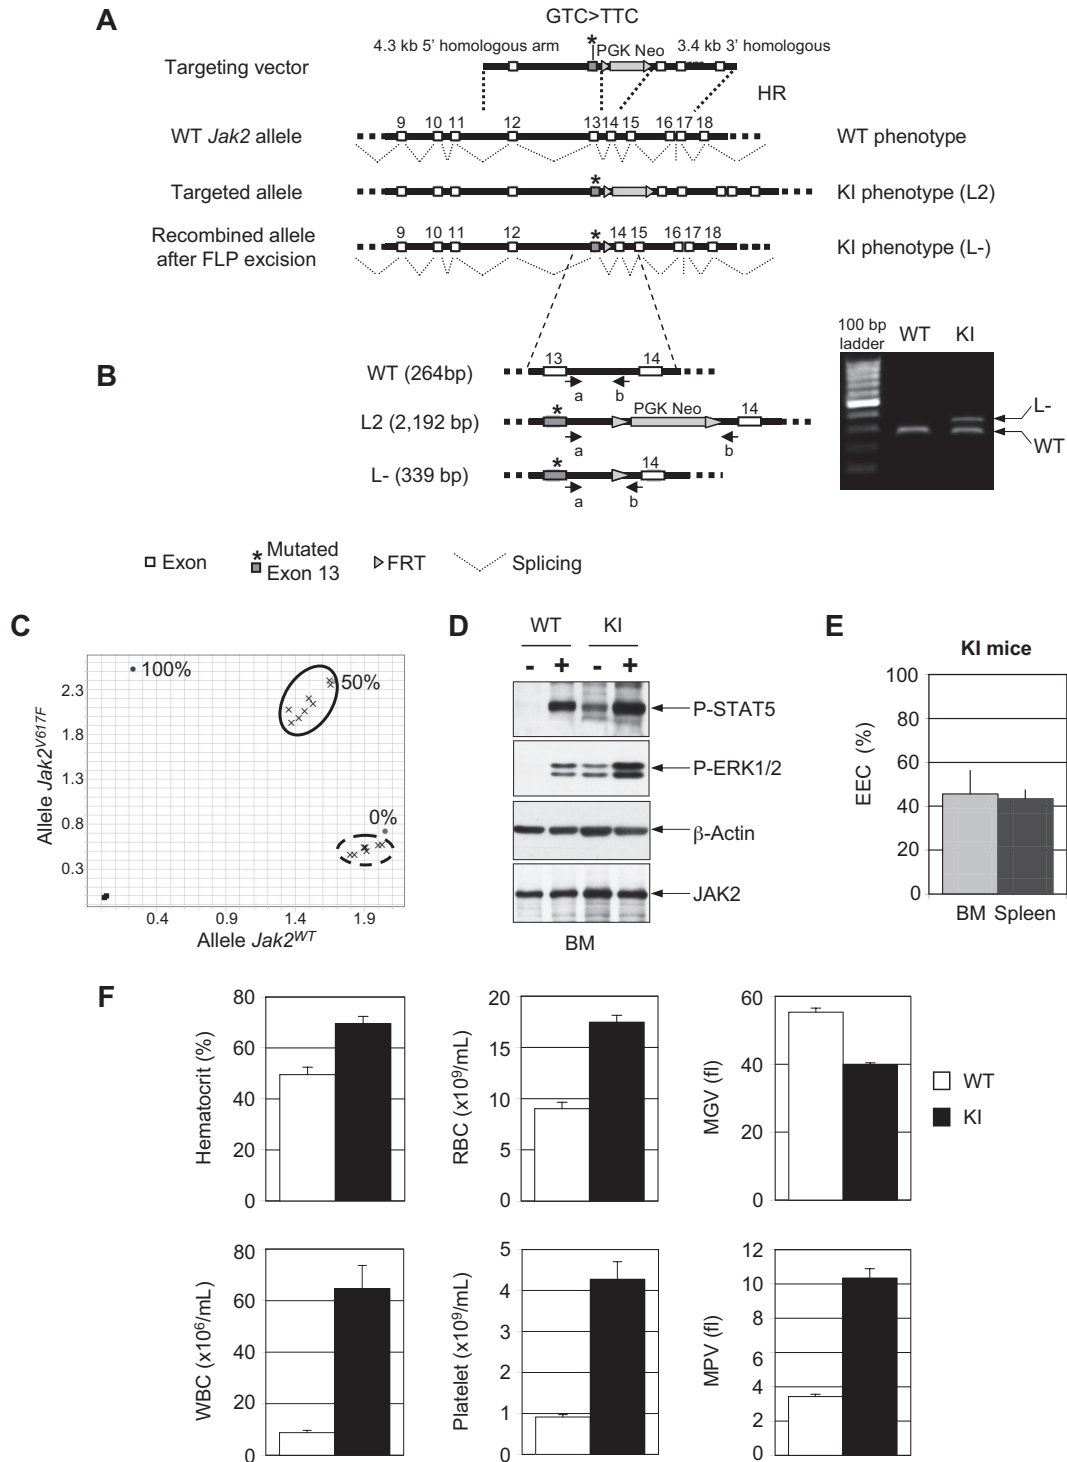 A
GTC>TTC
*
4.3 kb 5’ homologous arm
PGK Neo
3.4 kb 3’ homologous
Targeting vector
HR
9 10 11 12 13 14 15 16 17 18
WT Jak2 allele
WT phenotype
*
Targeted allele
KI phenotype (L2)
Recombined allele
after FLP excision
9 10 11 12 * 14 15 16 17 18
KI phenotype (L-)
B
WT (264bp)
13 14
a b
L2 (2,192 bp)
* PGK Neo 14
a b
L- (339 bp)
* 14
a b
100 bp
ladder
WT KI
L-
WT
Exon
* Mutated
Exon 13
FRT
Splicing
C
Allele Jak2V617F
2.3
1.8
1.3
0.8
0.3
100%
50%
0%
0.4 0.9 1.4 1.9
Allele Jak2WT
D
WT KI
- + - +
P-STAT5
P-ERK1/2
β-Actin
JAK2
BM
E
KI mice
EEC (%)
100
80
60
40
20
0
BM Spleen
F
Hematocrit (%)
80
60
40
20
0
RBC (x10⁹/mL)
20
15
10
5
0
MGV (fl)
60
40
20
0
WT
KI
WBC (x10⁶/mL)
80
60
40
20
0
Platelet (x10⁹/mL)
5
4
3
2
1
0
MPV (fl)
12
10
8
6
4
2
0